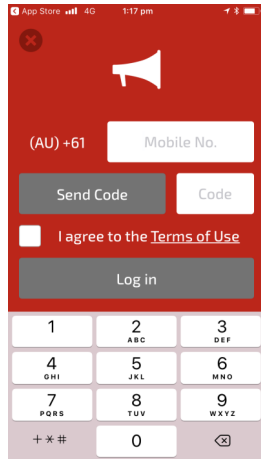 App Store 4G 1:17 pm
(AU) +61 Mobile No.
Send Code Code
I agree to the Terms of Use
Log in
1 2 3
ABC DEF
4 5 6
GHI JKL MNO
7 8 9
PQRS TUV WXYZ
+ * # 0